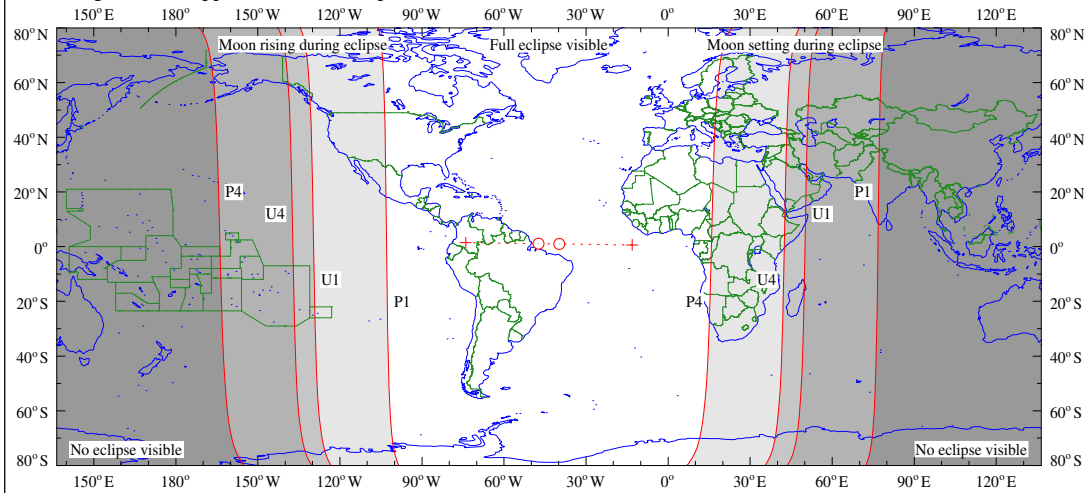 150° E 180° 150° W 120° W 90° W 60° W 30° W 0° 30° E 60° E 90° E 120° E
80° N 80° N
Moon rising during eclipse Full eclipse visible Moon setting during eclipse
60° N 60° N
40° N 40° N
20° N P4 P1 20° N
U4 U1
0° 0°
U1 U4
20° S P1 P4 20° S
40° S 40° S
60° S 60° S
No eclipse visible No eclipse visible
80° S 80° S
150° E 180° 150° W 120° W 90° W 60° W 30° W 0° 30° E 60° E 90° E 120° E